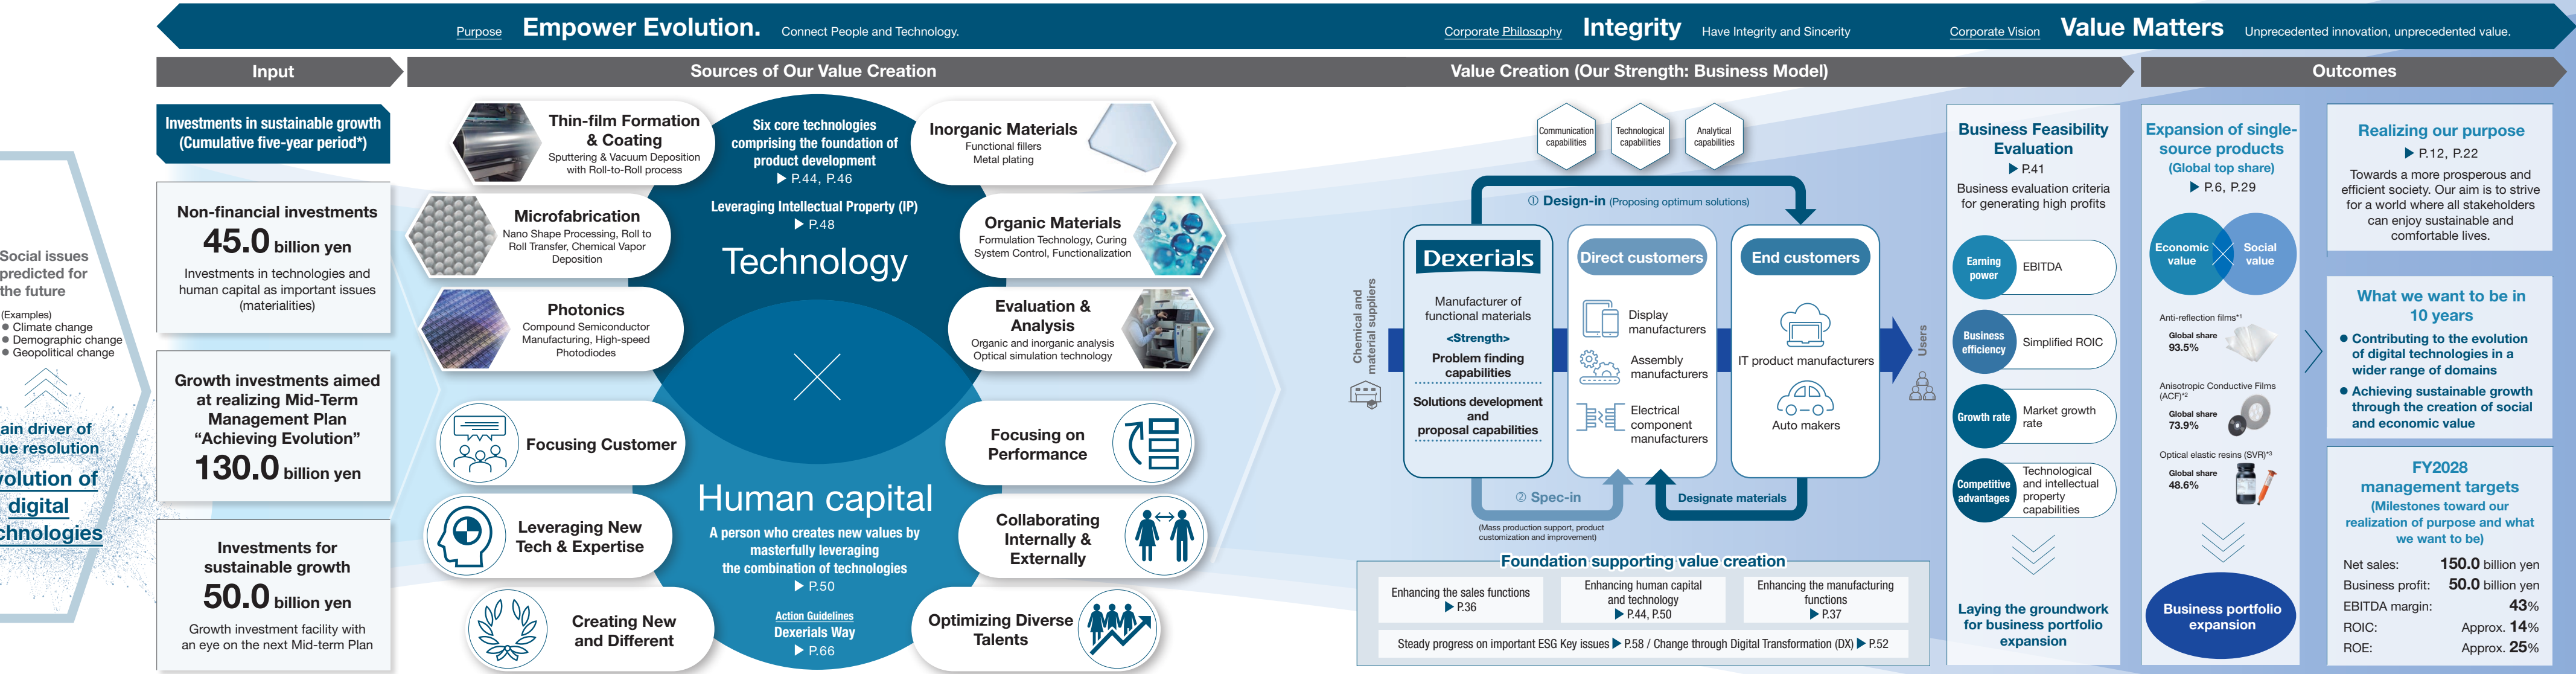 Purpose Empower Evolution. Connect People and Technology.
Corporate Philosophy Integrity Have Integrity and Sincerity
Corporate Vision Value Matters Unprecedented innovation, unprecedented value.
Input
Sources of Our Value Creation
Value Creation (Our Strength: Business Model)
Outcomes
Social issues
predicted for
the future
(Examples)
● Climate change
● Demographic change
● Geopolitical change
driver of
resolution
of
digital
Investments in sustainable growth
(Cumulative five-year period*)
Non-financial investments
45.0 billion yen
Investments in technologies and
human capital as important issues
(materialities)
Growth investments aimed
at realizing Mid-Term
Management Plan
“Achieving Evolution”
130.0 billion yen
Investments for
sustainable growth
50.0 billion yen
Growth investment facility with
an eye on the next Mid-term Plan
Thin-film Formation
& Coating
Sputtering & Vacuum Deposition
with Roll-to-Roll process
Microfabrication
Nano Shape Processing, Roll to
Roll Transfer, Chemical Vapor
Deposition
Photonics
Compound Semiconductor
Manufacturing, High-speed
Photodiodes
Six core technologies
comprising the foundation of
product development
▶ P.44, P.46
Leveraging Intellectual Property (IP)
▶ P.48
Technology
Inorganic Materials
Functional fillers
Metal plating
Organic Materials
Formulation Technology, Curing
System Control, Functionalization
Evaluation &
Analysis
Organic and inorganic analysis
Optical simulation technology
Focusing Customer
Leveraging New
Tech & Expertise
Creating New
and Different
Human capital
A person who creates new values by
masterfully leveraging
the combination of technologies
▶ P.50
Action Guidelines
Dexerials Way
▶ P.66
Focusing on
Performance
Collaborating
Internally &
Externally
Optimizing Diverse
Talents
Communication
capabilities
Technological
capabilities
Analytical
capabilities
① Design-in (Proposing optimum solutions)
Chemical and
material suppliers
Dexerials
Manufacturer of
functional materials
<Strength>
Problem finding
capabilities
Solutions development
and
proposal capabilities
Direct customers
Display
manufacturers
Assembly
manufacturers
Electrical
component
manufacturers
End customers
IT product manufacturers
Auto makers
Users
② Spec-in
(Mass production support, product
customization and improvement)
Designate materials
Foundation supporting value creation
Enhancing the sales functions
▶ P.36
Enhancing human capital
and technology
▶ P.44, P.50
Enhancing the manufacturing
functions
▶ P.37
Steady progress on important ESG Key issues ▶ P.58 / Change through Digital Transformation (DX) ▶ P.52
Business Feasibility
Evaluation
▶ P.41
Business evaluation criteria
for generating high profits
Earning
power
EBITDA
Business
efficiency
Simplified ROIC
Growth rate
Market growth
rate
Competitive
advantages
Technological
and intellectual
property
capabilities
Laying the groundwork
for business portfolio
expansion
Expansion of single-
source products
(Global top share)
▶ P.6, P.29
Economic
value
Social
value
Anti-reflection films*1
Global share
93.5%
Anisotropic Conductive Films
(ACF)*2
Global share
73.9%
Optical elastic resins (SVR)*3
Global share
48.6%
Business portfolio
expansion
Realizing our purpose
▶ P.12, P.22
Towards a more prosperous and
efficient society. Our aim is to strive
for a world where all stakeholders
can enjoy sustainable and
comfortable lives.
What we want to be in
10 years
● Contributing to the evolution
of digital technologies in a
wider range of domains
● Achieving sustainable growth
through the creation of social
and economic value
FY2028
management targets
(Milestones toward our
realization of purpose and what
we want to be)
Net sales: 150.0 billion yen
Business profit: 50.0 billion yen
EBITDA margin: 43%
ROIC: Approx. 14%
ROE: Approx. 25%